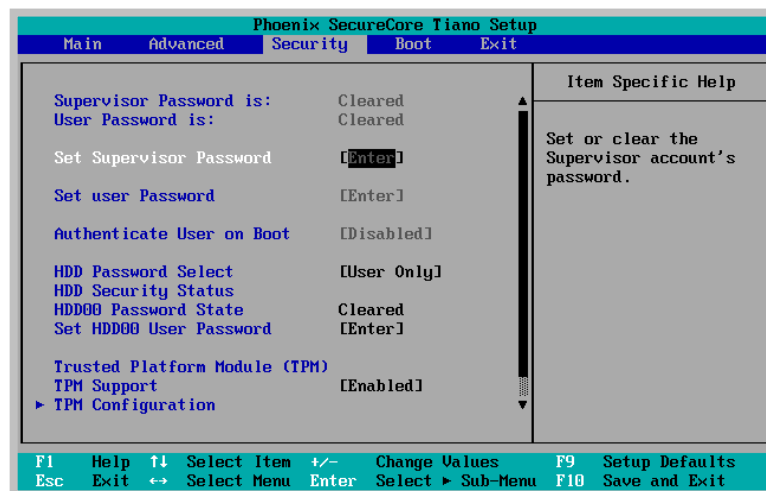 Phoenix SecureCore Tiano Setup
Main Advanced Security Boot Exit
Item Specific Help
Supervisor Password is: Cleared
User Password is: Cleared
Set or clear the
Supervisor account's
password.
Set Supervisor Password [Enter]
Set user Password [Enter]
Authenticate User on Boot [Disabled]
HDD Password Select [User Only]
HDD Security Status
HDD00 Password State Cleared
Set HDD00 User Password [Enter]
Trusted Platform Module (TPM)
TPM Support [Enabled]
► TPM Configuration
F1 Help ↑↓ Select Item +/- Change Values F9 Setup Defaults
Esc Exit ↔ Select Menu Enter Select ► Sub-Menu F10 Save and Exit